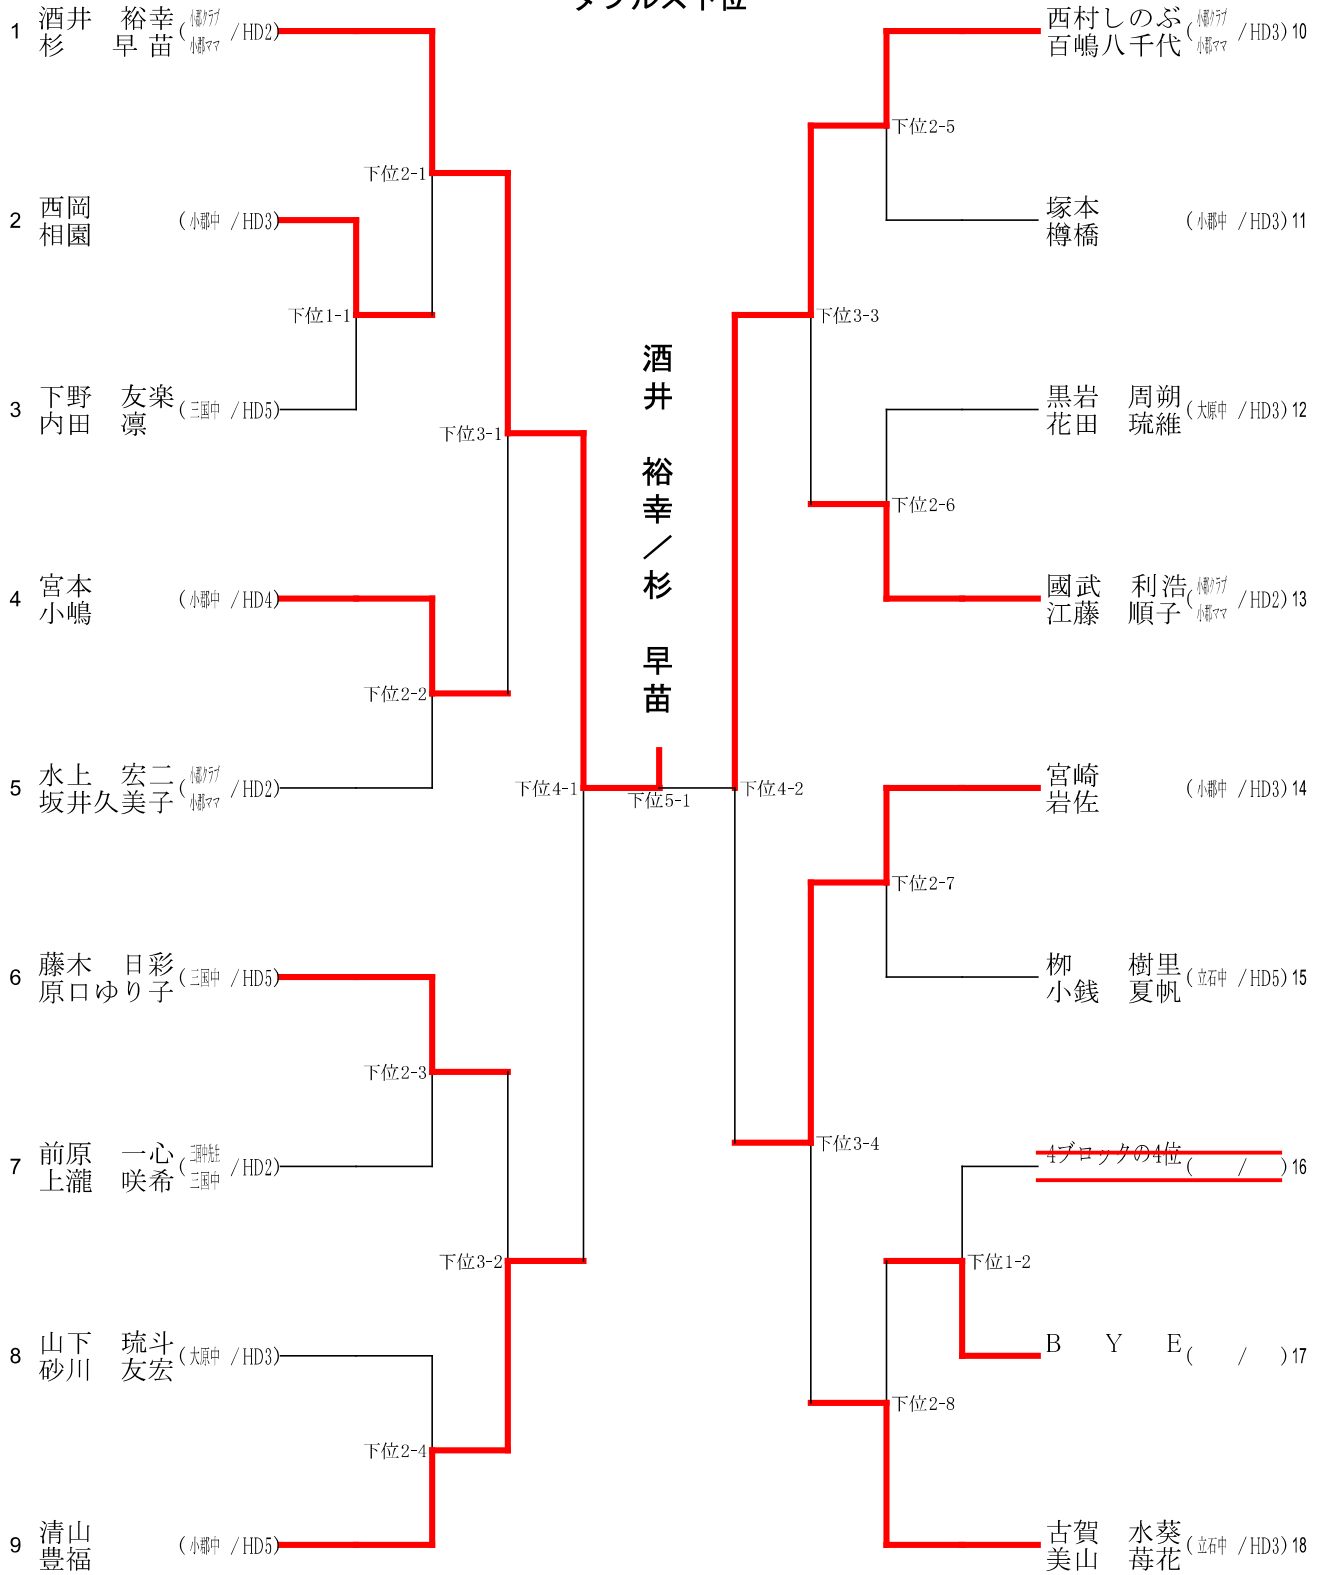 ダブルス下位
1 酒井　裕幸 (小郡クラブ /HD2)
杉　早苗 小郡ママ
下位2-1
2 西岡 (小郡中 /HD3)
相園
下位1-1
3 下野　友楽 (三国中 /HD5)
内田　凛
下位3-1
4 宮本 (小郡中 /HD4)
小嶋
下位2-2
5 水上　宏二 (小郡クラブ /HD2)
坂井久美子 小郡ママ
下位4-1
6 藤木　日彩 (三国中 /HD5)
原口ゆり子
下位2-3
7 前原　一心 (三国中先生 /HD2)
上瀧　咲希 三国中
下位3-2
8 山下　琉斗 (大原中 /HD3)
砂川　友宏
下位2-4
9 清山 (小郡中 /HD5)
豊福
酒井　裕幸／杉　早苗
下位5-1
西村しのぶ (小郡クラブ /HD3) 10
百嶋八千代 小郡ママ
下位2-5
塚本 (小郡中 /HD3) 11
樽橋
下位3-3
黒岩　周朔 (大原中 /HD3) 12
花田　琉維
下位2-6
國武　利浩 (小郡クラブ /HD2) 13
江藤　順子 小郡ママ
下位4-2
宮崎 (小郡中 /HD3) 14
岩佐
下位2-7
栁　樹里 (立石中 /HD5) 15
小銭　夏帆
下位3-4
4ブロックの4位 ( / ) 16
下位1-2
B Y E ( / ) 17
下位2-8
古賀　水葵 (立石中 /HD3) 18
美山　苺花